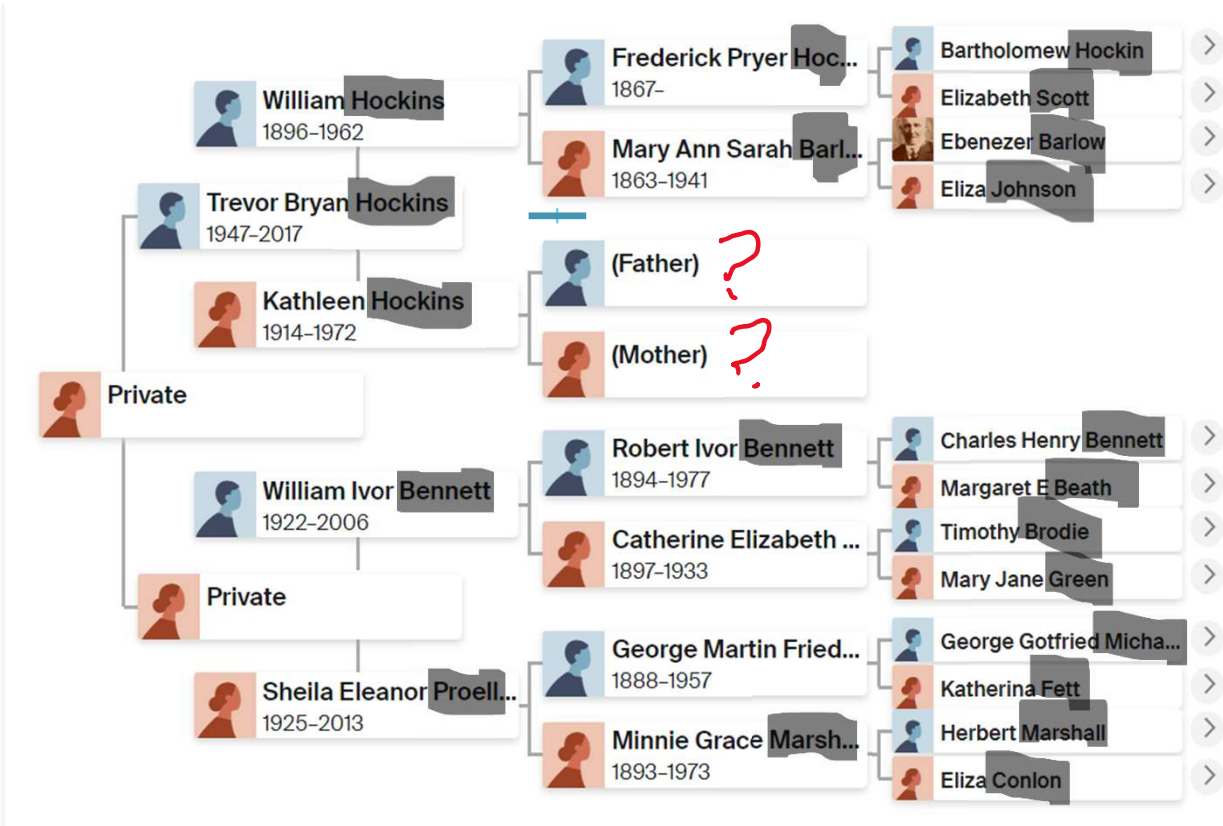 Frederick Pryer Hoc...
1867–
Bartholomew Hockin
Elizabeth Scott
William Hockins
1896–1962
Mary Ann Sarah Barl...
1863–1941
Ebenezer Barlow
Eliza Johnson
Trevor Bryan Hockins
1947–2017
(Father) ?
Kathleen Hockins
1914–1972
(Mother) ?
Private
Robert Ivor Bennett
1894–1977
Charles Henry Bennett
Margaret E Beath
William Ivor Bennett
1922–2006
Catherine Elizabeth ...
1897–1933
Timothy Brodie
Mary Jane Green
Private
George Martin Fried...
1888–1957
George Gotfried Micha...
Katherina Fett
Sheila Eleanor Proell...
1925–2013
Minnie Grace Marsh...
1893–1973
Herbert Marshall
Eliza Conlon